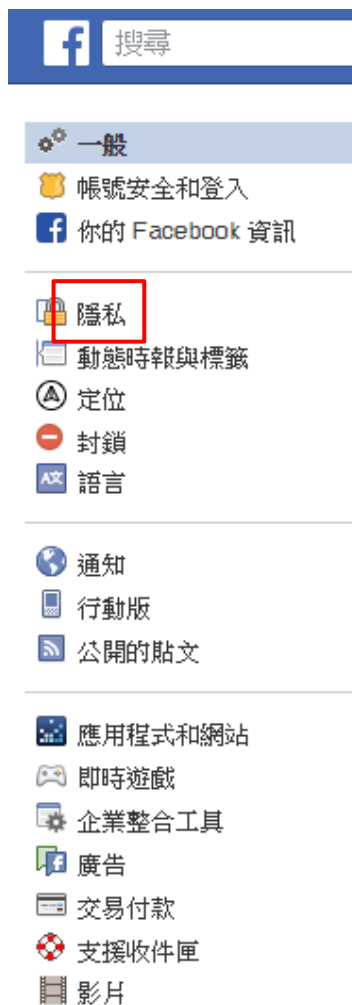 搜尋
一般
帳號安全和登入
你的 Facebook 資訊
隱私
動態時報與標籤
定位
封鎖
語言
通知
行動版
公開的貼文
應用程式和網站
即時遊戲
企業整合工具
廣告
交易付款
支援收件匣
影片